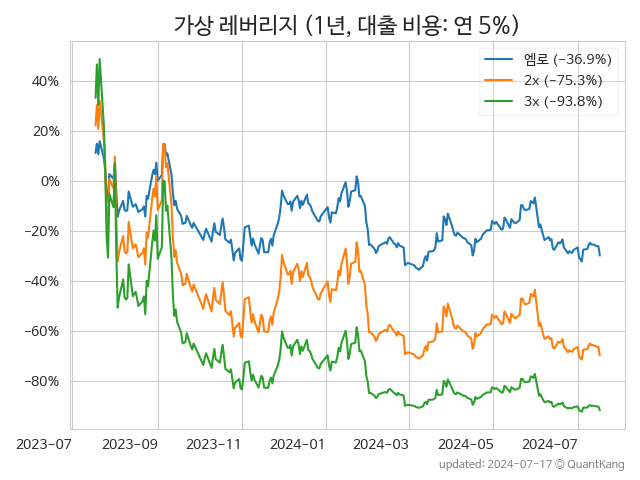 가상 레버리지 (1년, 대출 비용: 연 5%)
엠로 (−36.9%)
2x (−75.3%)
3x (−93.8%)
40%
20%
0%
−20%
−40%
−60%
−80%
2023-07
2023-09
2023-11
2024-01
2024-03
2024-05
2024-07
updated: 2024-07-17 © QuantKang